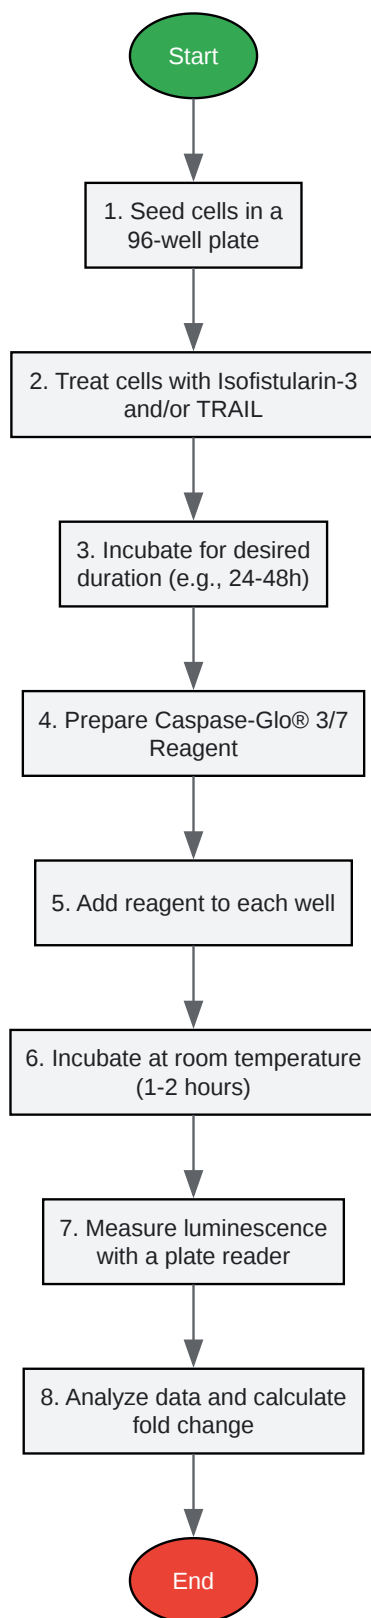 Start
1. Seed cells in a
96-well plate
2. Treat cells with Isofistularin-3
and/or TRAIL
3. Incubate for desired
duration (e.g., 24-48h)
4. Prepare Caspase-Glo® 3/7
Reagent
5. Add reagent to each well
6. Incubate at room temperature
(1-2 hours)
7. Measure luminescence
with a plate reader
8. Analyze data and calculate
fold change
End